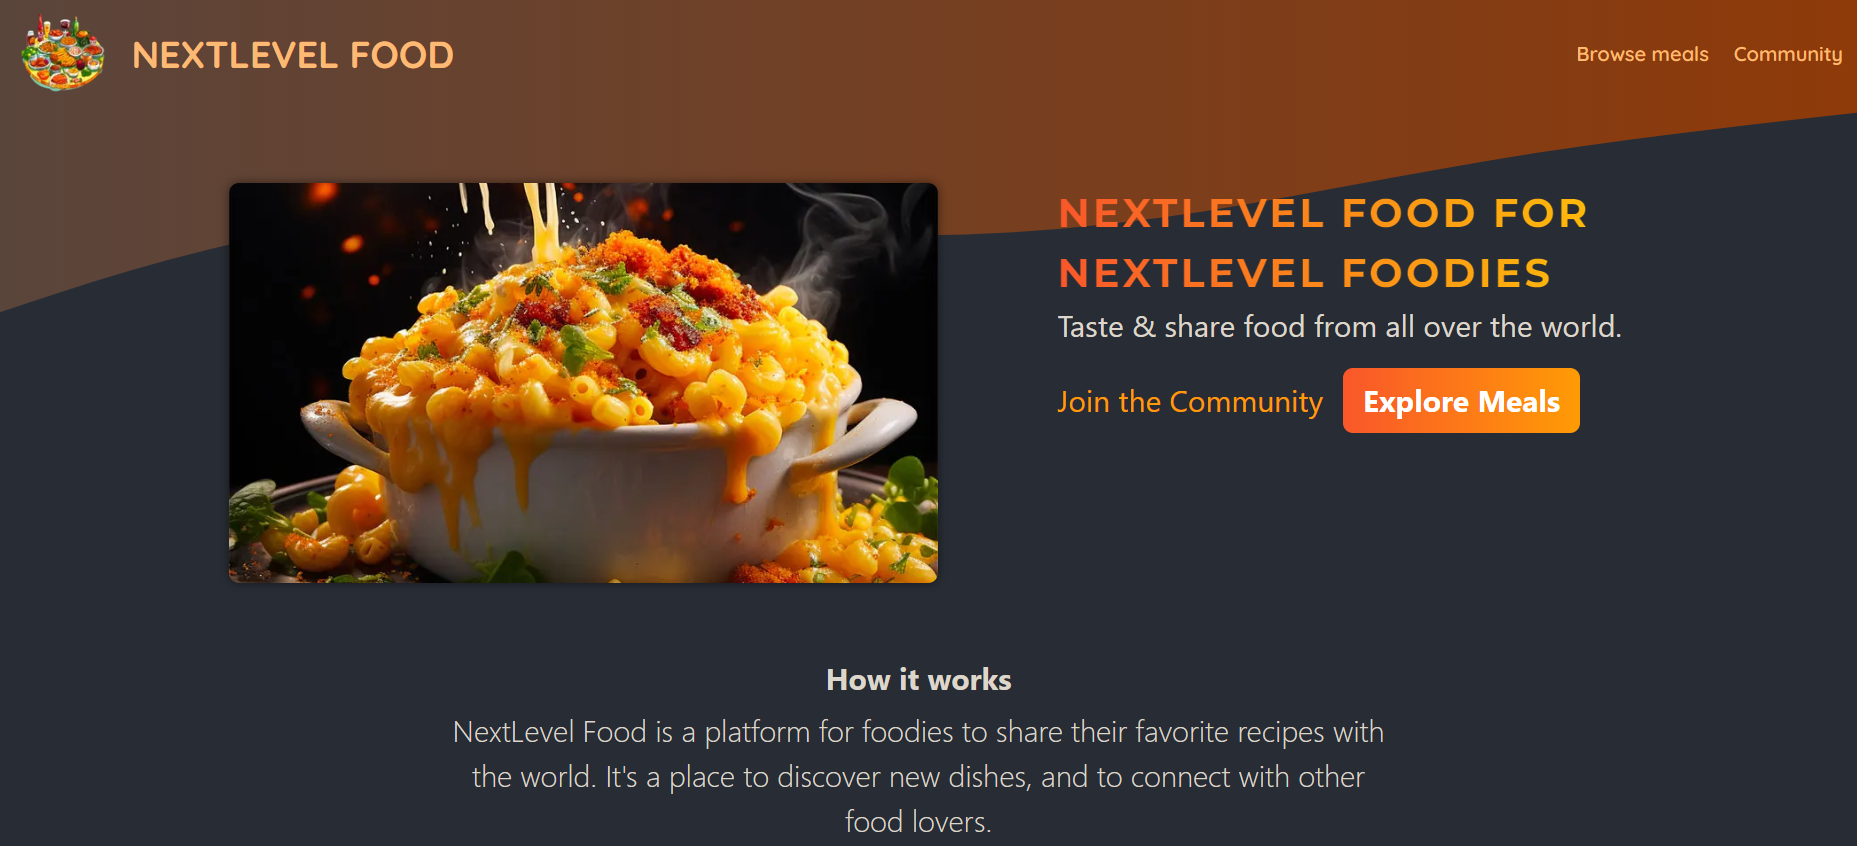 NEXTLEVEL FOOD
Browse meals
Community
NEXTLEVEL FOOD FOR
NEXTLEVEL FOODIES
Taste & share food from all over the world.
Join the Community
Explore Meals
How it works
NextLevel Food is a platform for foodies to share their favorite recipes with
the world. It's a place to discover new dishes, and to connect with other
food lovers.